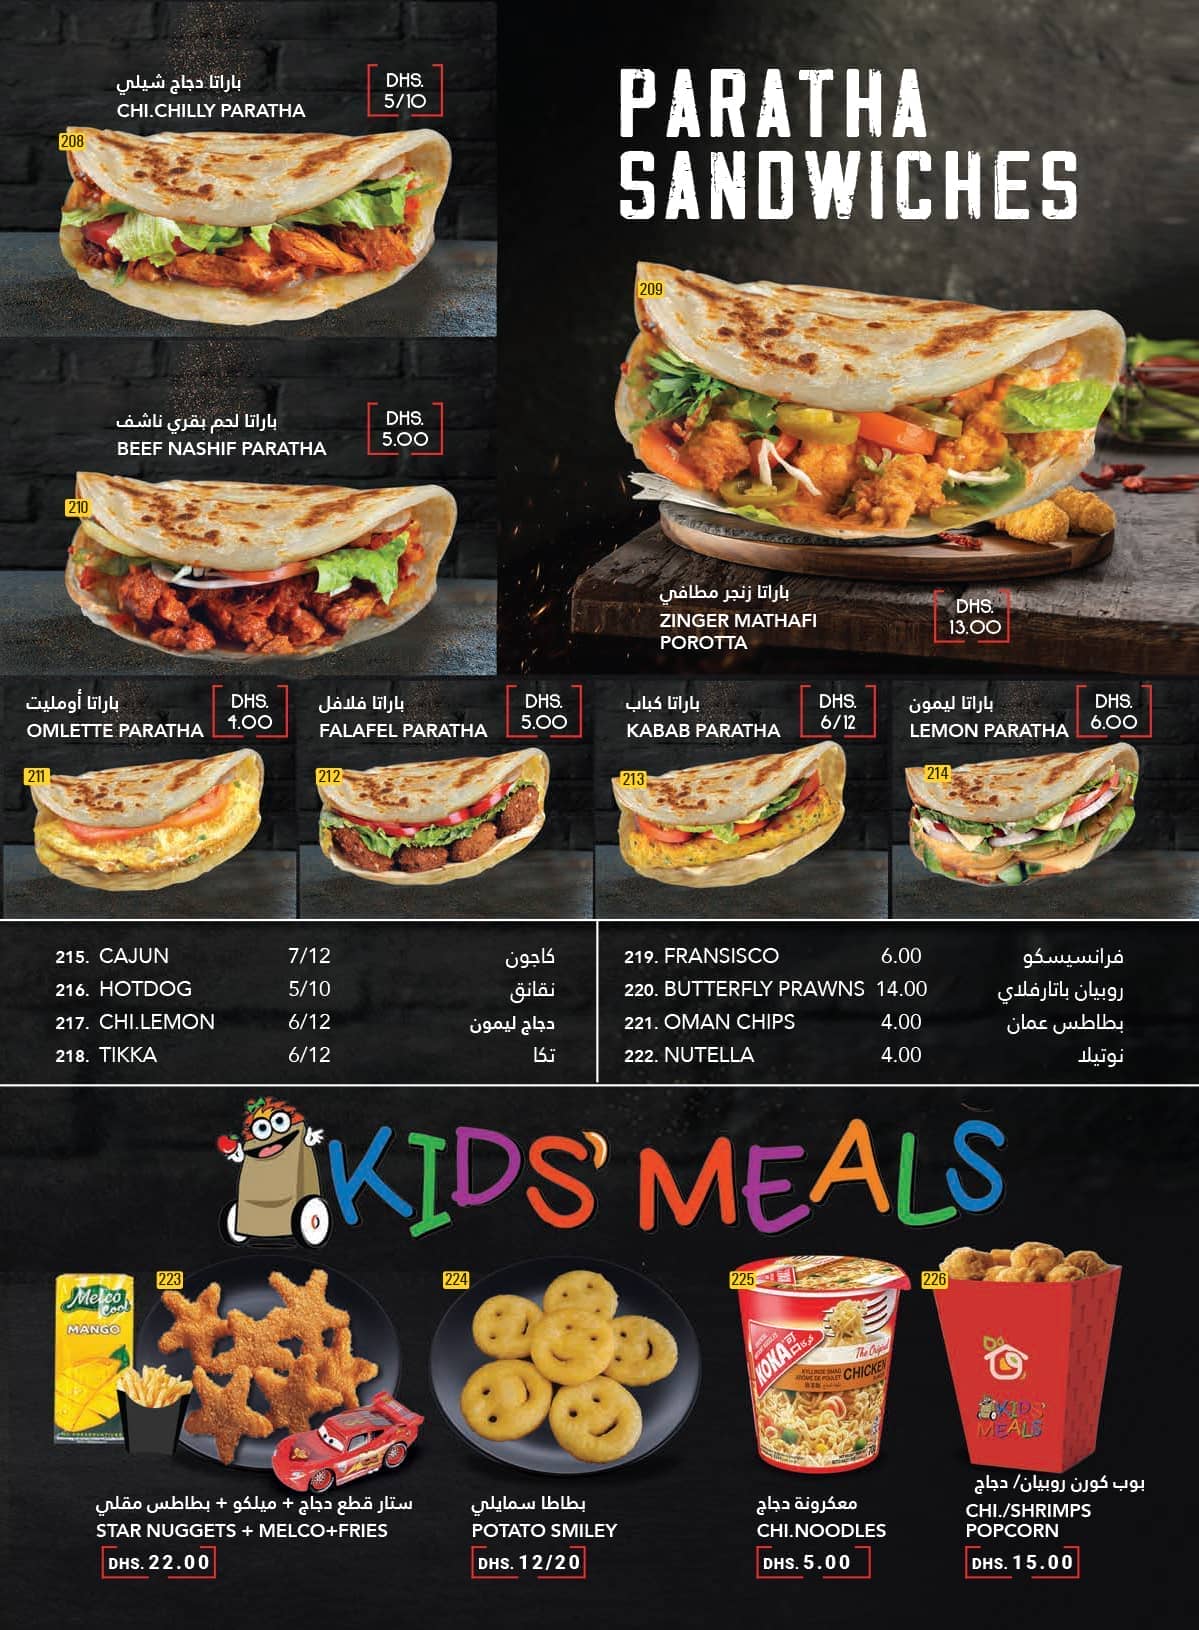 باراتا دجاج شيلي
CHI.CHILLY PARATHA
DHS.
5/10
208
PARATHA
SANDWICHES
209
باراتا لحم بقري ناشف
BEEF NASHIF PARATHA
DHS.
5.00
210
باراتا زنجر مطافي
ZINGER MATHAFI
POROTTA
DHS.
13.00
باراتا أومليت
OMLETTE PARATHA
DHS.
4.00
211
باراتا فلافل
FALAFEL PARATHA
DHS.
5.00
212
باراتا كباب
KABAB PARATHA
DHS.
6/12
213
باراتا ليمون
LEMON PARATHA
DHS.
6.00
214
215. CAJUN 7/12 كاجون
216. HOTDOG 5/10 نقانق
217. CHI.LEMON 6/12 دجاج ليمون
218. TIKKA 6/12 تكا
219. FRANSISCO 6.00 فرانسيسكو
220. BUTTERFLY PRAWNS 14.00 روبيان باتارفلاي
221. OMAN CHIPS 4.00 بطاطس عمان
222. NUTELLA 4.00 نوتيلا
KIDS' MEALS
223
Melco
Cool
MANGO
NO PRESERVATIVES
ستار قطع دجاج + ميلكو + بطاطس مقلي
STAR NUGGETS + MELCO+FRIES
DHS. 22.00
224
بطاطا سمايلي
POTATO SMILEY
DHS. 12/20
225
KOKA
The Original
CHICKEN
معكرونة دجاج
CHI.NOODLES
DHS. 5.00
226
KIDS'
MEALS
بوب كورن روبيان/ دجاج
CHI./SHRIMPS
POPCORN
DHS. 15.00